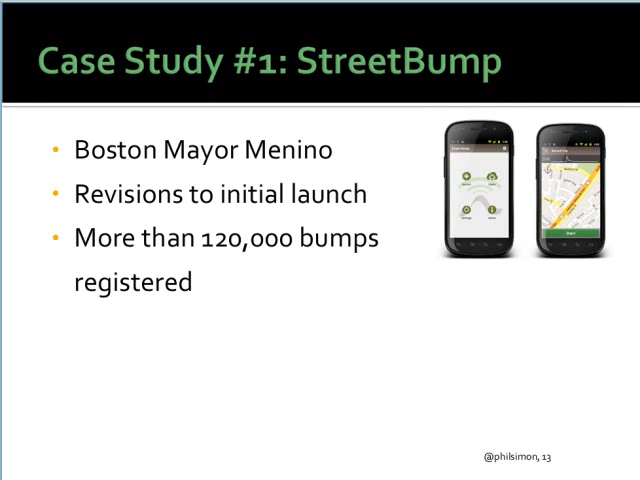 Case Study #1: StreetBump
• Boston Mayor Menino
• Revisions to initial launch
• More than 120,000 bumps
registered
Start
@philsimon, 13